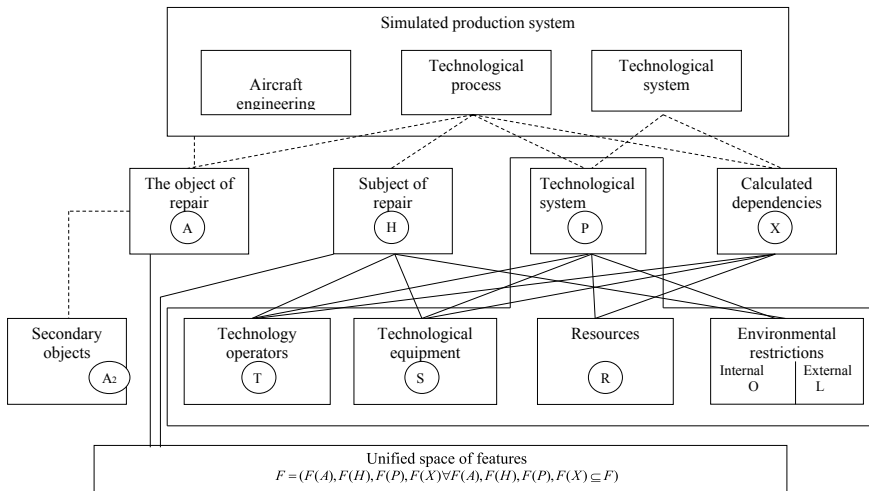 Simulated production system
Aircraft
engineering
Technological
process
Technological
system
The object of
repair
A
Subject of
repair
H
Technological
system
P
Calculated
dependencies
X
Secondary
objects
A2
Technology
operators
T
Technological
equipment
S
Resources
R
Environmental
restrictions
Internal
O
External
L
Unified space of features
F = (F(A), F(H), F(P), F(X)∀F(A), F(H), F(P), F(X) ⊆ F)